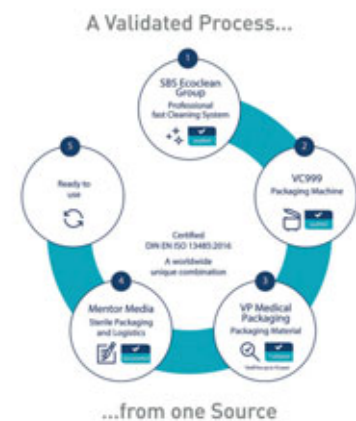 A Validated Process...
1
SBS Ecoclean
Group
Professional
fast Cleaning System
2
VC999
Packaging Machine
3
VP Medical
Packaging
Packaging Material
4
Mentor Media
Sterile Packaging
and Logistics
5
Ready to
use
Certified
DIN EN ISO 13485:2016
A worldwide
unique combination
...from one Source